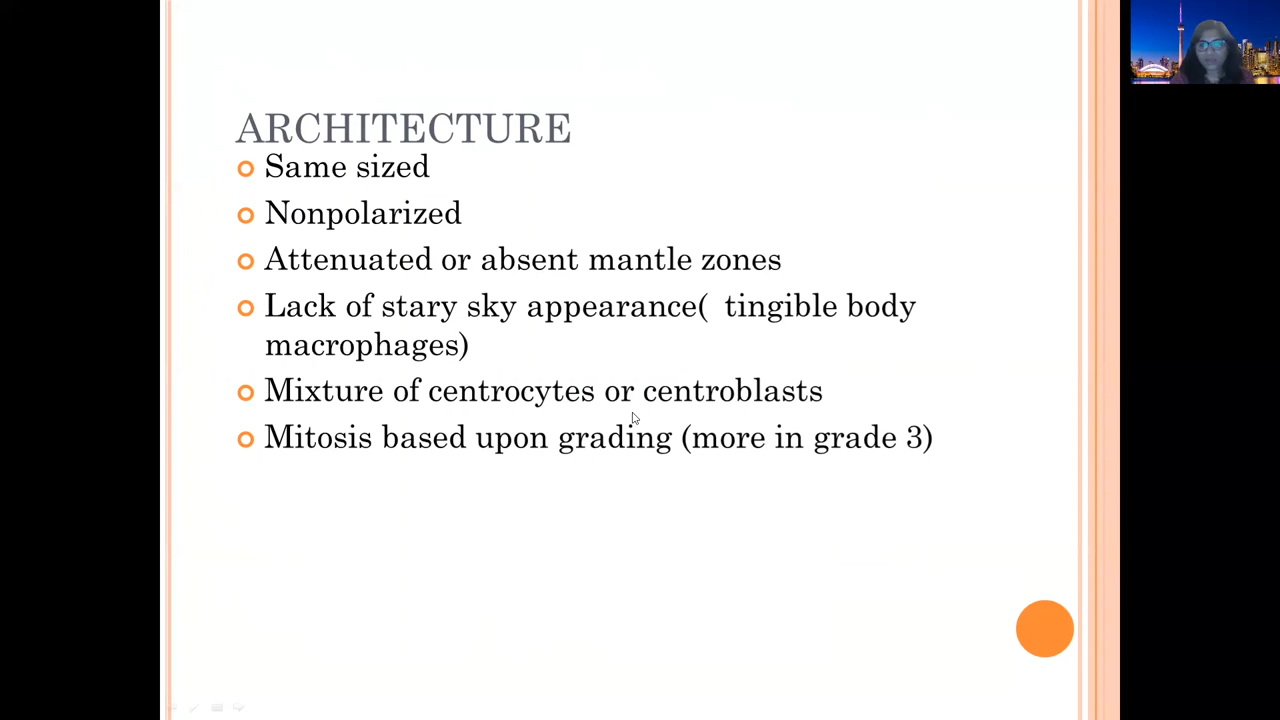 ARCHITECTURE
Same sized
Nonpolarized
Attenuated or absent mantle zones
Lack of stary sky appearance(  tingible body
macrophages)
Mixture of centrocytes or centroblasts
Mitosis based upon grading (more in grade 3)